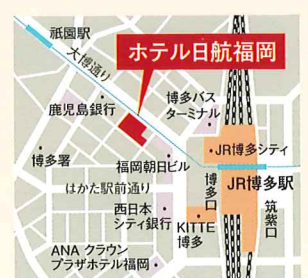 祇園駅
大博通り
ホテル日航福岡
鹿児島銀行
博多バス
ターミナル
・JR博多シティ
博多署
福岡朝日ビル
はかた駅前通り
博多口
JR博多駅
筑紫口
西日本
シティ銀行
KITTE
博多
ANA クラウン
プラザホテル福岡